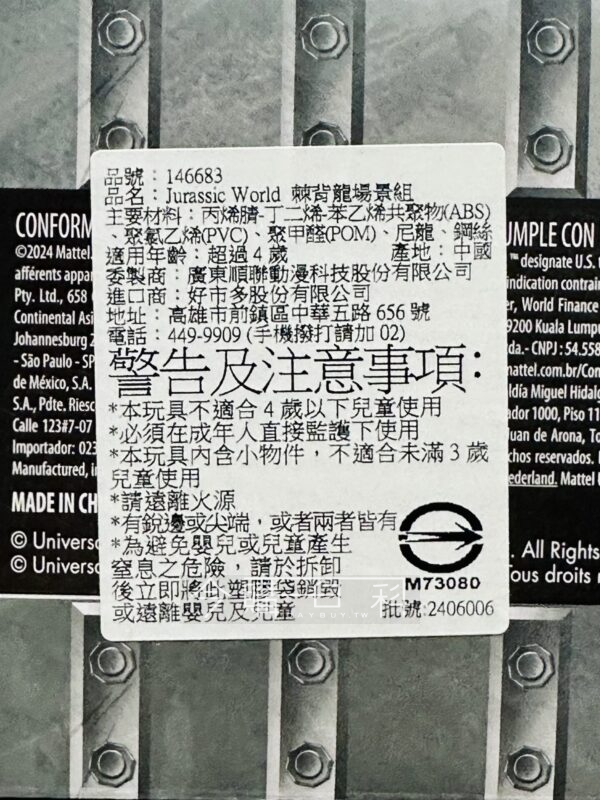 品號：146683
品名：Jurassic World 棘背龍場景組
主要材料：丙烯腈-丁二烯-苯乙烯共聚物(ABS)
、聚氯乙烯(PVC)、聚甲醛(POM)、尼龍、鋼絲
適用年齡：超過 4 歲 產地：中國
委製商：廣東順聯動漫科技股份有限公司
進口商：好市多股份有限公司
地址：高雄市前鎮區中華五路 656 號
電話：449-9909 (手機撥打請加 02)
警告及注意事項：
*本玩具不適合 4 歲以下兒童使用
*必須在成年人直接監護下使用
*本玩具內含小物件，不適合未滿 3 歲
兒童使用
*請遠離火源
*有銳邊或尖端，或者兩者皆有
*為避免嬰兒或兒童產生
窒息之危險，請於拆卸
後立即將此塑膠袋銷毀
或遠離嬰兒及兒童
M73080
批號:2406006
CONFORM
©2024 Mattel.
afférents appar
Pty. Ltd., 658
Continental Asi
Johannesburg 2
- São Paulo - SP
de México, S.A.
S.A., Pdte. Riesc
Calle 123#7-07
Importador: 023
Manufactured, in
MADE IN CH
© Universa
© Universa
UMPLE CON
™ designate U.S. t
indication contrain
er, World Finance
59200 Kuala Lumpu
da.- CNPJ : 54.558
mattel.com/Con
ldía Miguel Hidalg
ador 1000, Piso 11
Juan de Arona, To
ederland. Mattel U
. All Rights
Tous droits r